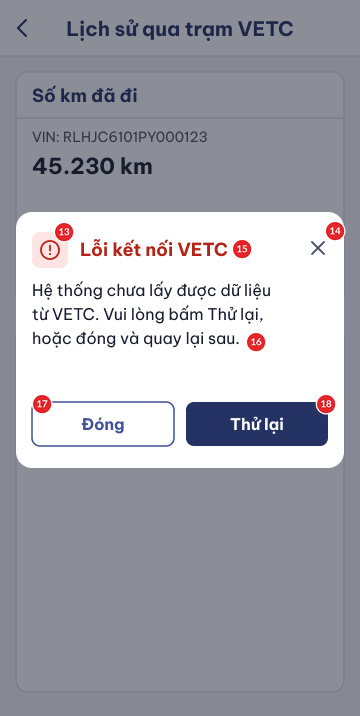 Lịch sử qua trạm VETC
Số km đã đi
VIN: RLHJC6101PY000123
45.230 km
13
14
Lỗi kết nối VETC 15
Hệ thống chưa lấy được dữ liệu
từ VETC. Vui lòng bấm Thử lại,
hoặc đóng và quay lại sau. 16
17
18
Đóng
Thử lại